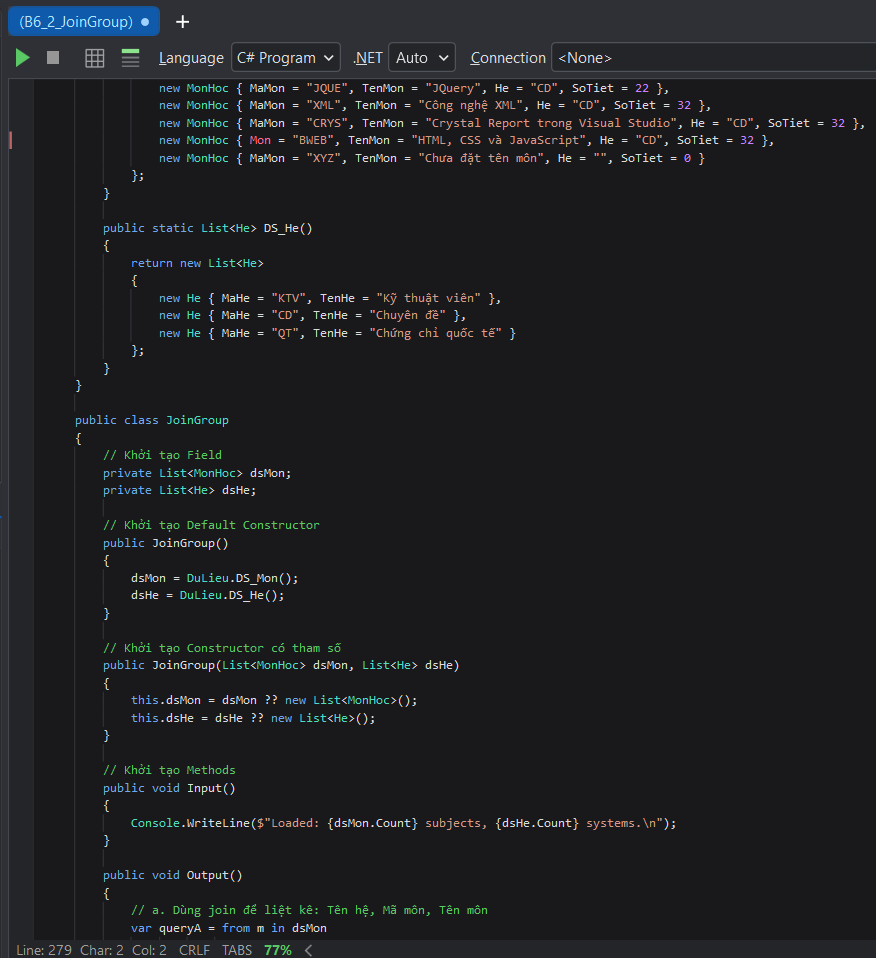 (B6_2_JoinGroup) ● +
Language C# Program .NET Auto Connection <None>
new MonHoc { MaMon = "JQUE", TenMon = "JQuery", He = "CD", SoTiet = 22 },
new MonHoc { MaMon = "XML", TenMon = "Công nghệ XML", He = "CD", SoTiet = 32 },
new MonHoc { MaMon = "CRYS", TenMon = "Crystal Report trong Visual Studio", He = "CD", SoTiet = 32 },
new MonHoc { Mon = "BWEB", TenMon = "HTML, CSS và JavaScript", He = "CD", SoTiet = 32 },
new MonHoc { MaMon = "XYZ", TenMon = "Chưa đặt tên môn", He = "", SoTiet = 0 }
};
}
public static List<He> DS_He()
{
return new List<He>
{
new He { MaHe = "KTV", TenHe = "Kỹ thuật viên" },
new He { MaHe = "CD", TenHe = "Chuyên đề" },
new He { MaHe = "QT", TenHe = "Chứng chỉ quốc tế" }
};
}
}
public class JoinGroup
{
// Khởi tạo Field
private List<MonHoc> dsMon;
private List<He> dsHe;
// Khởi tạo Default Constructor
public JoinGroup()
{
dsMon = DuLieu.DS_Mon();
dsHe = DuLieu.DS_He();
}
// Khởi tạo Constructor có tham số
public JoinGroup(List<MonHoc> dsMon, List<He> dsHe)
{
this.dsMon = dsMon ?? new List<MonHoc>();
this.dsHe = dsHe ?? new List<He>();
}
// Khởi tạo Methods
public void Input()
{
Console.WriteLine($"Loaded: {dsMon.Count} subjects, {dsHe.Count} systems.\n");
}
public void Output()
{
// a. Dùng join để liệt kê: Tên hệ, Mã môn, Tên môn
var queryA = from m in dsMon
Line: 279 Char: 2 Col: 2 CRLF TABS 77%